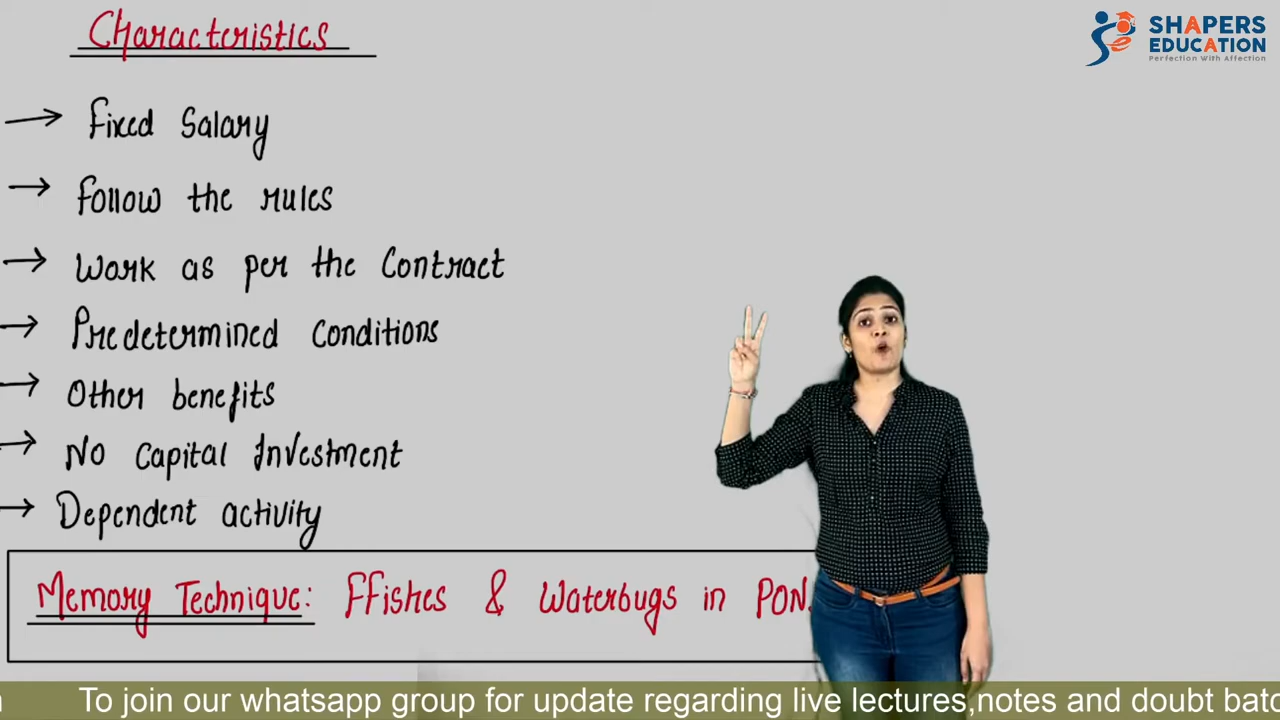 Characteristics
SHAPERS
EDUCATION
Perfection With Affection
→ Fixed Salary
→ Follow the rules
→ Work as per the Contract
→ Predetermined Conditions
→ Other benefits
→ No Capital Investment
→ Dependent activity
Memory Technique: FFishes & Waterbugs in PON
To join our whatsapp group for update regarding live lectures,notes and doubt